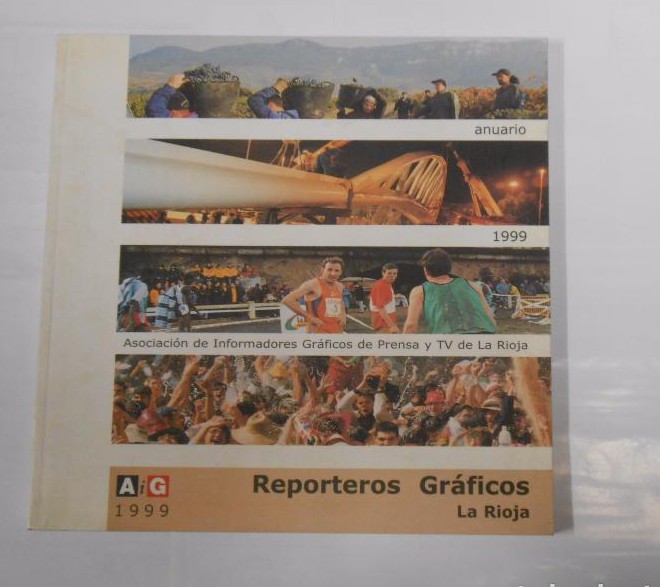 anuario
1999
Asociación de Informadores Gráficos de Prensa y TV de La Rioja
AiG
1999
Reporteros Gráficos
La Rioja